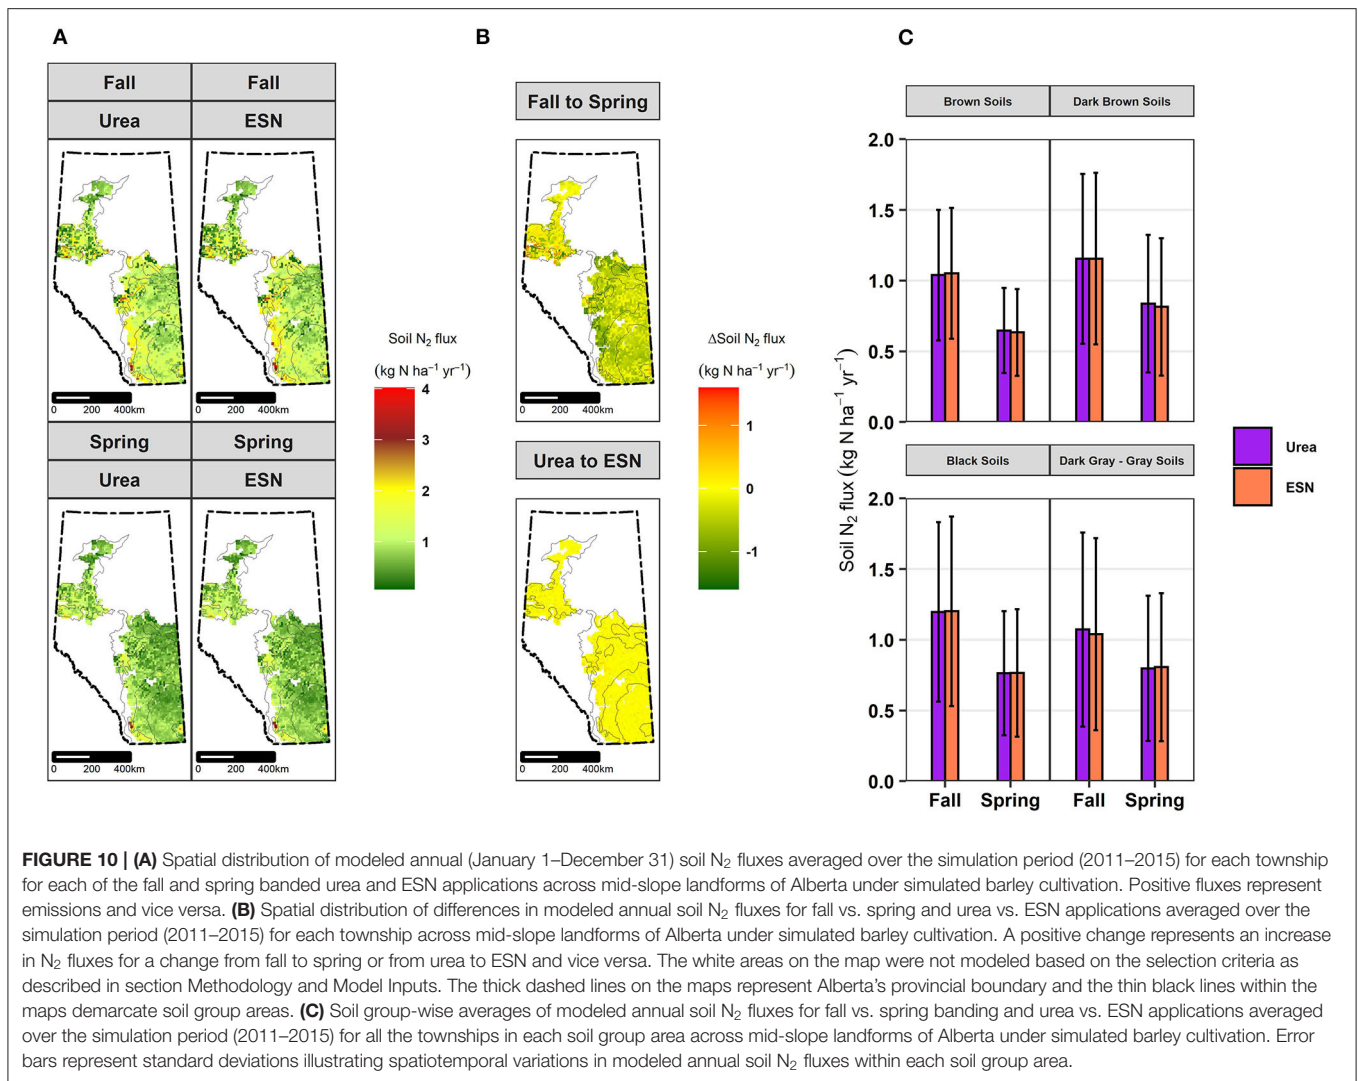 A
B
C
Fall
Fall
Urea
ESN
0 200 400km
0 200 400km
Spring
Spring
Urea
ESN
0 200 400km
0 200 400km
Soil N₂ flux
(kg N ha⁻¹ yr⁻¹)
4
3
2
1
Fall to Spring
0 200 400km
Urea to ESN
0 200 400km
ΔSoil N₂ flux
(kg N ha⁻¹ yr⁻¹)
1
0
-1
Brown Soils
Dark Brown Soils
2.0
1.5
1.0
0.5
0.0
Black Soils
Dark Gray - Gray Soils
2.0
1.5
1.0
0.5
0.0
Soil N₂ flux (kg N ha⁻¹ yr⁻¹)
Fall Spring Fall Spring
Urea
ESN
FIGURE 10 | (A) Spatial distribution of modeled annual (January 1–December 31) soil N₂ fluxes averaged over the simulation period (2011–2015) for each township
for each of the fall and spring banded urea and ESN applications across mid-slope landforms of Alberta under simulated barley cultivation. Positive fluxes represent
emissions and vice versa. (B) Spatial distribution of differences in modeled annual soil N₂ fluxes for fall vs. spring and urea vs. ESN applications averaged over the
simulation period (2011–2015) for each township across mid-slope landforms of Alberta under simulated barley cultivation. A positive change represents an increase
in N₂ fluxes for a change from fall to spring or from urea to ESN and vice versa. The white areas on the map were not modeled based on the selection criteria as
described in section Methodology and Model Inputs. The thick dashed lines on the maps represent Alberta's provincial boundary and the thin black lines within the
maps demarcate soil group areas. (C) Soil group-wise averages of modeled annual soil N₂ fluxes for fall vs. spring banding and urea vs. ESN applications averaged
over the simulation period (2011–2015) for all the townships in each soil group area across mid-slope landforms of Alberta under simulated barley cultivation. Error
bars represent standard deviations illustrating spatiotemporal variations in modeled annual soil N₂ fluxes within each soil group area.